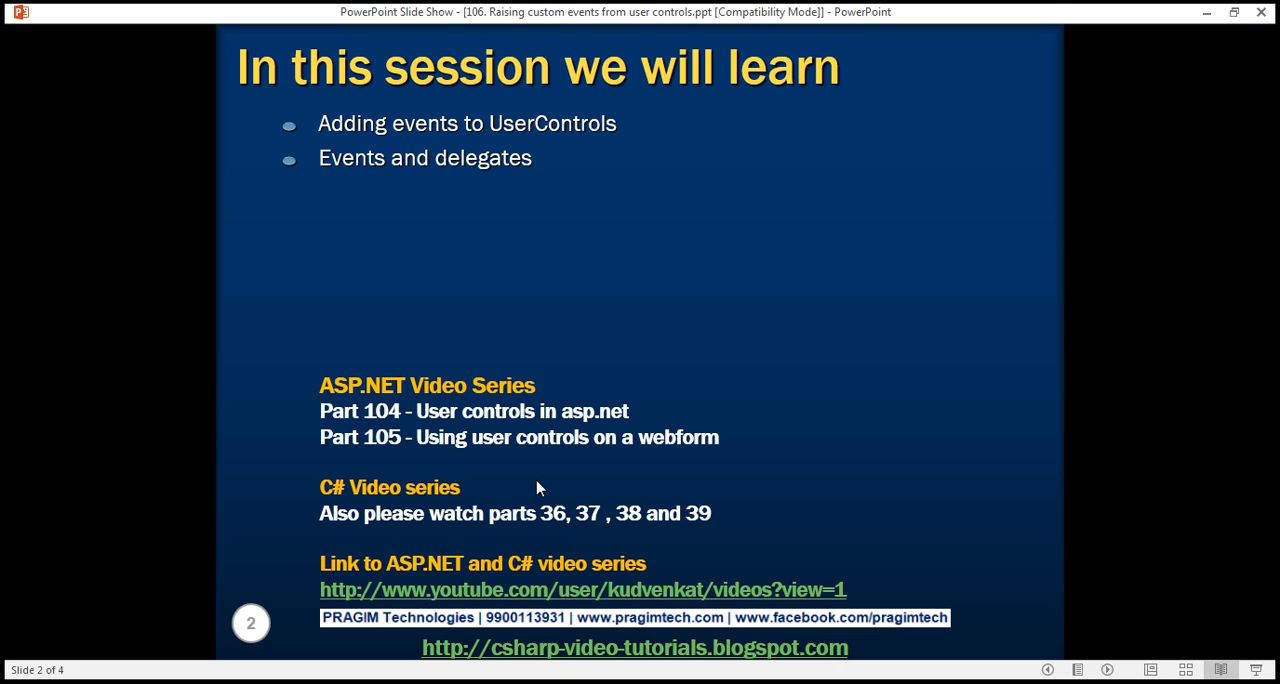 PowerPoint Slide Show - [106. Raising custom events from user controls.ppt [Compatibility Mode]] - PowerPoint
In this session we will learn
Adding events to UserControls
Events and delegates
ASP.NET Video Series
Part 104 - User controls in asp.net
Part 105 - Using user controls on a webform
C# Video series
Also please watch parts 36, 37 , 38 and 39
Link to ASP.NET and C# video series
http://www.youtube.com/user/kudvenkat/videos?view=1
2
PRAGIM Technologies | 9900113931 | www.pragimtech.com | www.facebook.com/pragimtech
http://csharp-video-tutorials.blogspot.com
Slide 2 of 4